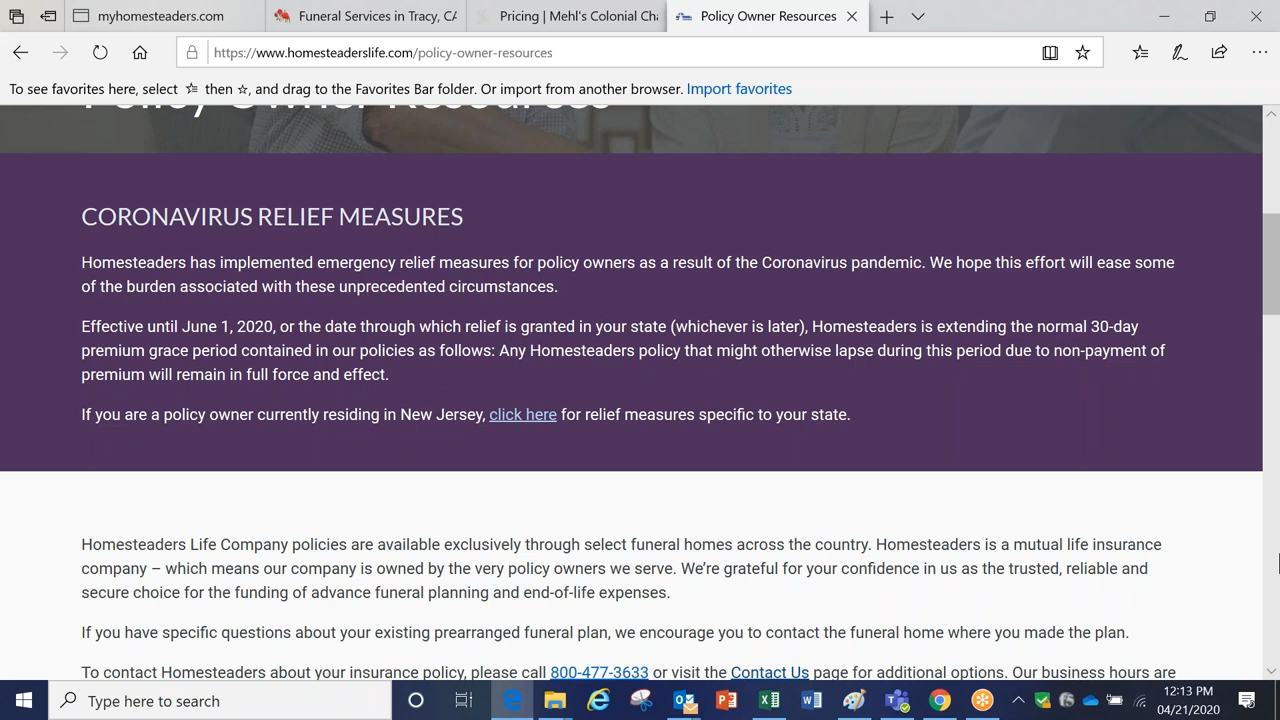 myhomesteaders.com
Funeral Services in Tracy, CA
Pricing | Mehl's Colonial Cha
Policy Owner Resources
https://www.homesteaderslife.com/policy-owner-resources
To see favorites here, select then ☆, and drag to the Favorites Bar folder. Or import from another browser. Import favorites
Policy Owner Resources
CORONAVIRUS RELIEF MEASURES
Homesteaders has implemented emergency relief measures for policy owners as a result of the Coronavirus pandemic. We hope this effort will ease some
of the burden associated with these unprecedented circumstances.
Effective until June 1, 2020, or the date through which relief is granted in your state (whichever is later), Homesteaders is extending the normal 30-day
premium grace period contained in our policies as follows: Any Homesteaders policy that might otherwise lapse during this period due to non-payment of
premium will remain in full force and effect.
If you are a policy owner currently residing in New Jersey, click here for relief measures specific to your state.
Homesteaders Life Company policies are available exclusively through select funeral homes across the country. Homesteaders is a mutual life insurance
company – which means our company is owned by the very policy owners we serve. We're grateful for your confidence in us as the trusted, reliable and
secure choice for the funding of advance funeral planning and end-of-life expenses.
If you have specific questions about your existing prearranged funeral plan, we encourage you to contact the funeral home where you made the plan.
To contact Homesteaders about your insurance policy, please call 800-477-3633 or visit the Contact Us page for additional options. Our business hours are
Type here to search
12:13 PM
04/21/2020